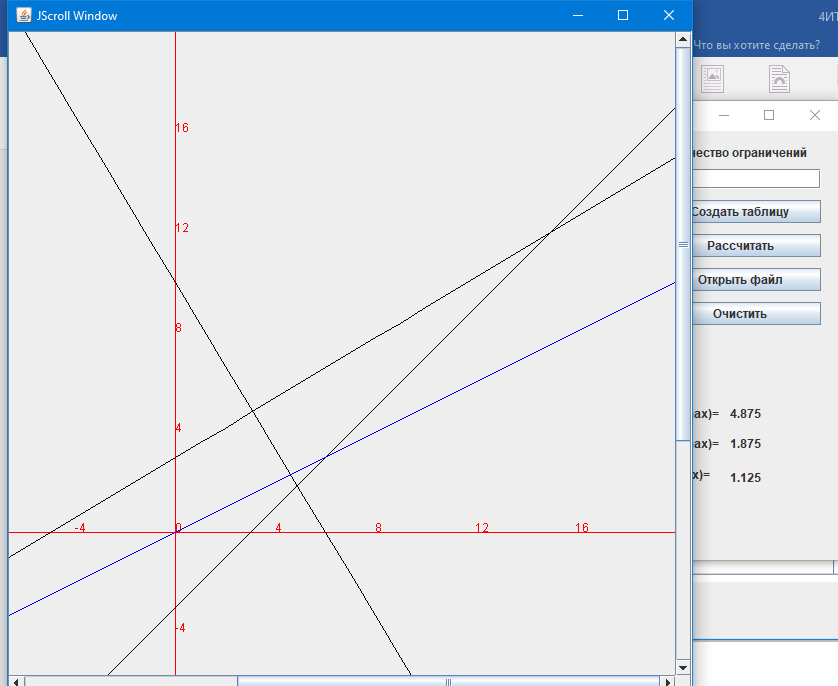 JScroll Window
4ИТ
Что вы хотите сделать?
16
12
8
4
-4
0
4
8
12
16
-4
ограничений
Создать таблицу
Рассчитать
Открыть файл
Очистить
ax)= 4.875
ax)= 1.875
x)= 1.125